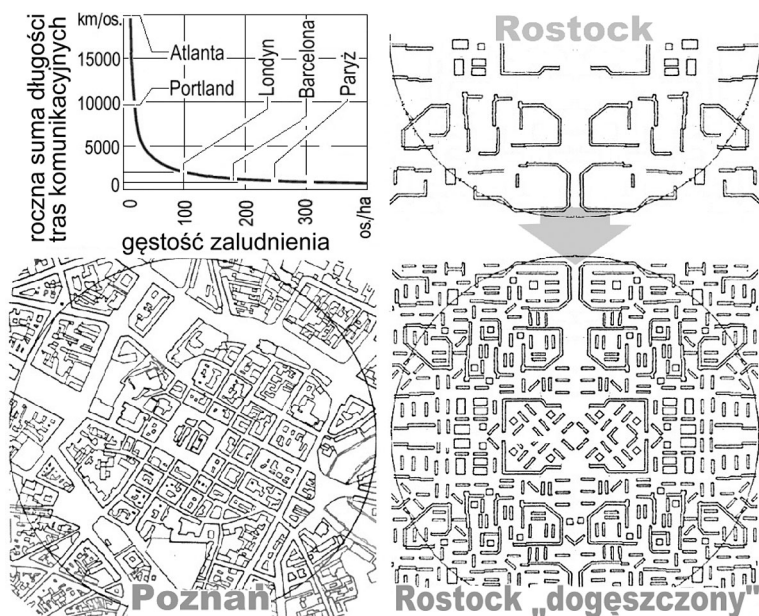 km/os.
roczna suma długości
tras komunikacyjnych
15000
10000
5000
0
Atlanta
Portland
Londyn
Barcelona
Paryż
0
100
200
300
os./ha
gęstość zaludnienia
Rostock
Poznań
Rostock „dogęszczony"